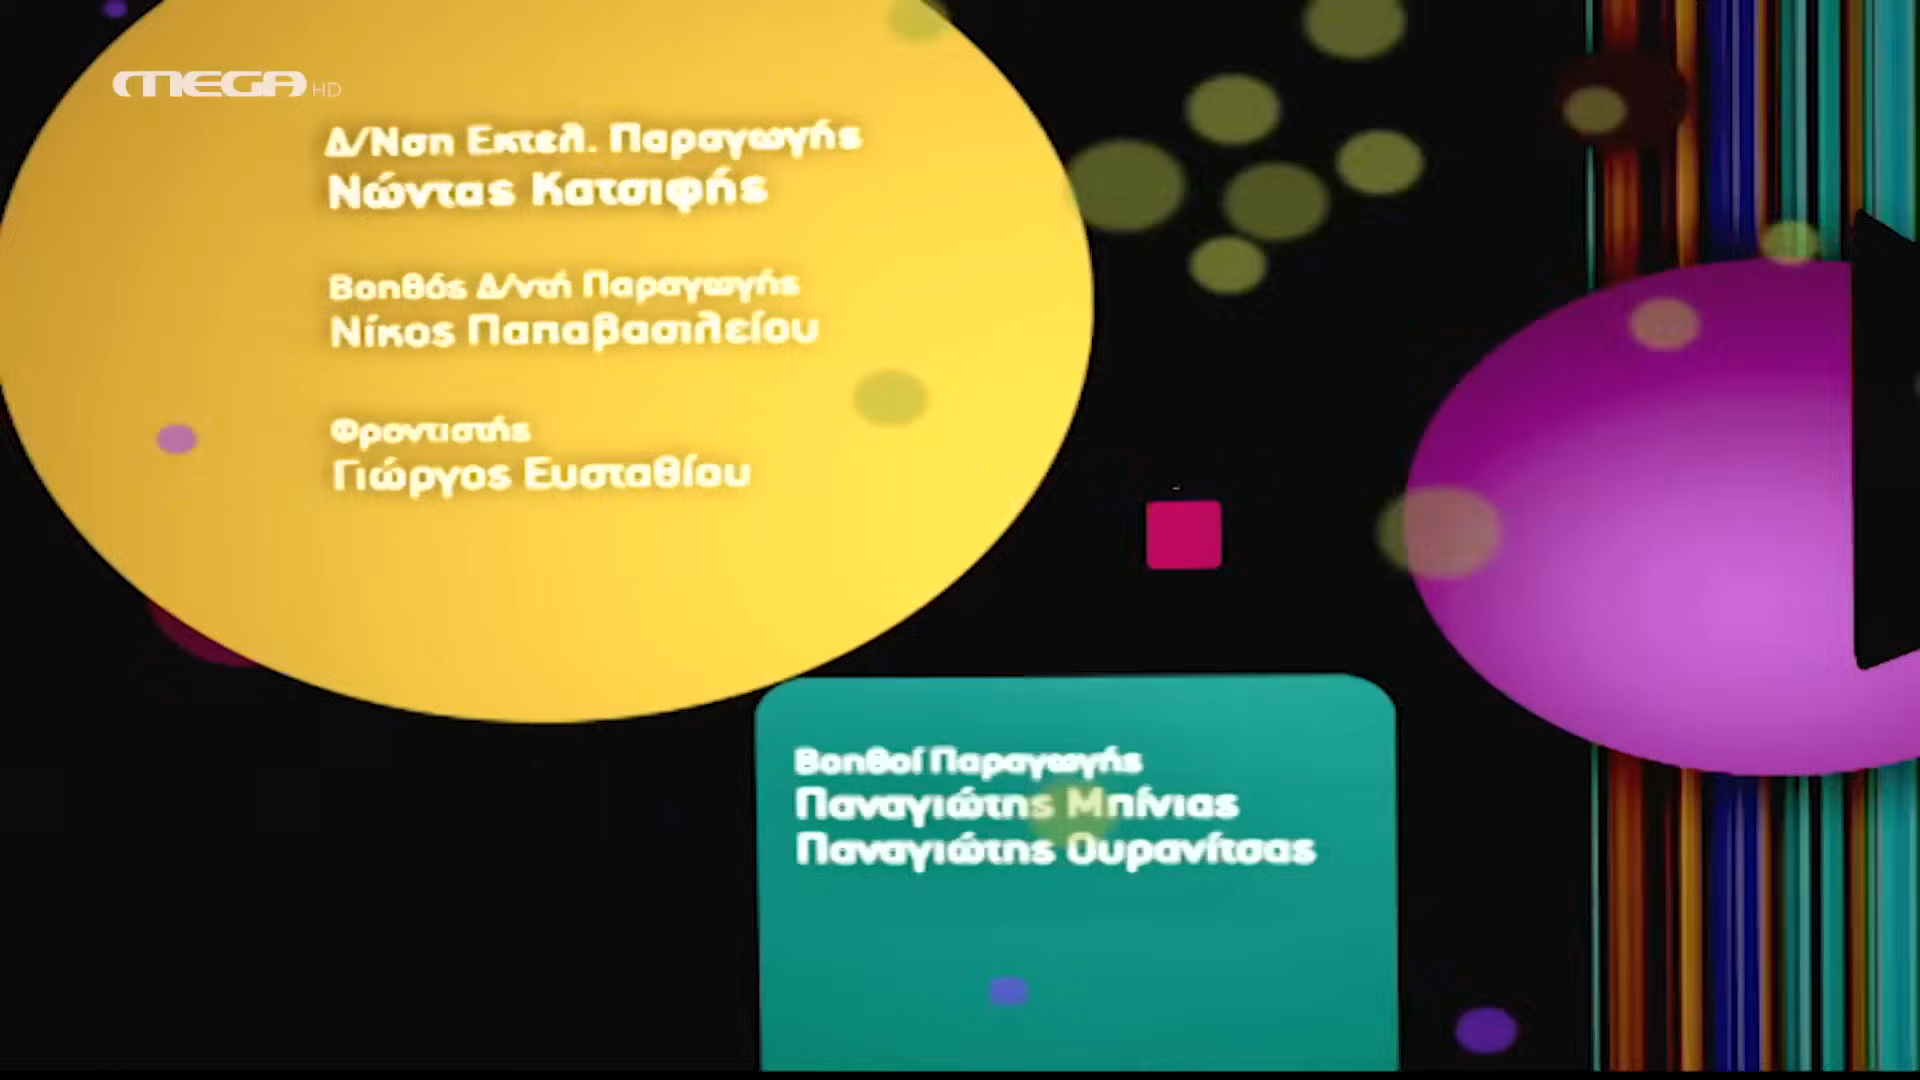 MEGA HD
Δ/Νση Εκτελ. Παραγωγής
Νώντας Κατσιφής
Βοηθός Δ/ντή Παραγωγής
Νίκος Παπαβασιλείου
Φροντιστής
Γιώργος Ευσταθίου
Βοηθοί Παραγωγής
Παναγιώτης Μπίνιας
Παναγιώτης Ουρανίτσας